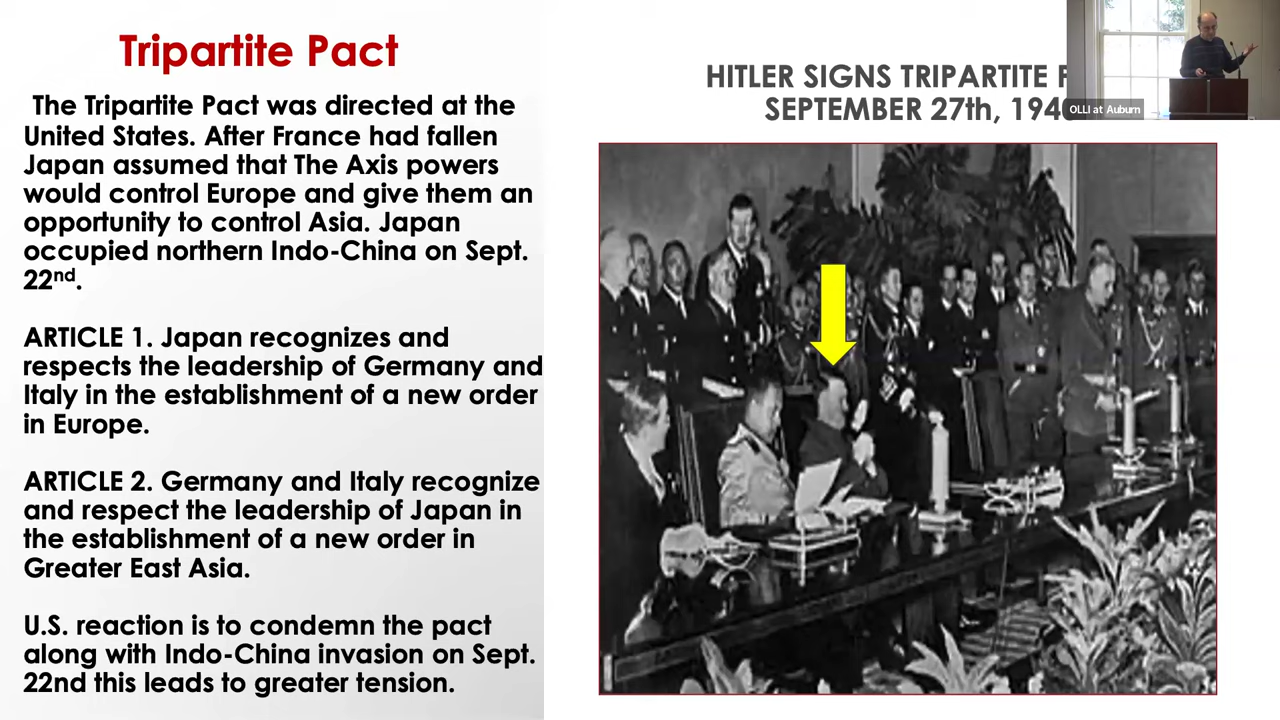 Tripartite Pact
The Tripartite Pact was directed at the
United States. After France had fallen
Japan assumed that The Axis powers
would control Europe and give them an
opportunity to control Asia. Japan
occupied northern Indo-China on Sept.
22nd.
ARTICLE 1. Japan recognizes and
respects the leadership of Germany and
Italy in the establishment of a new order
in Europe.
ARTICLE 2. Germany and Italy recognize
and respect the leadership of Japan in
the establishment of a new order in
Greater East Asia.
U.S. reaction is to condemn the pact
along with Indo-China invasion on Sept.
22nd this leads to greater tension.
HITLER SIGNS TRIPARTITE
SEPTEMBER 27th, 1940
OLLI at Auburn